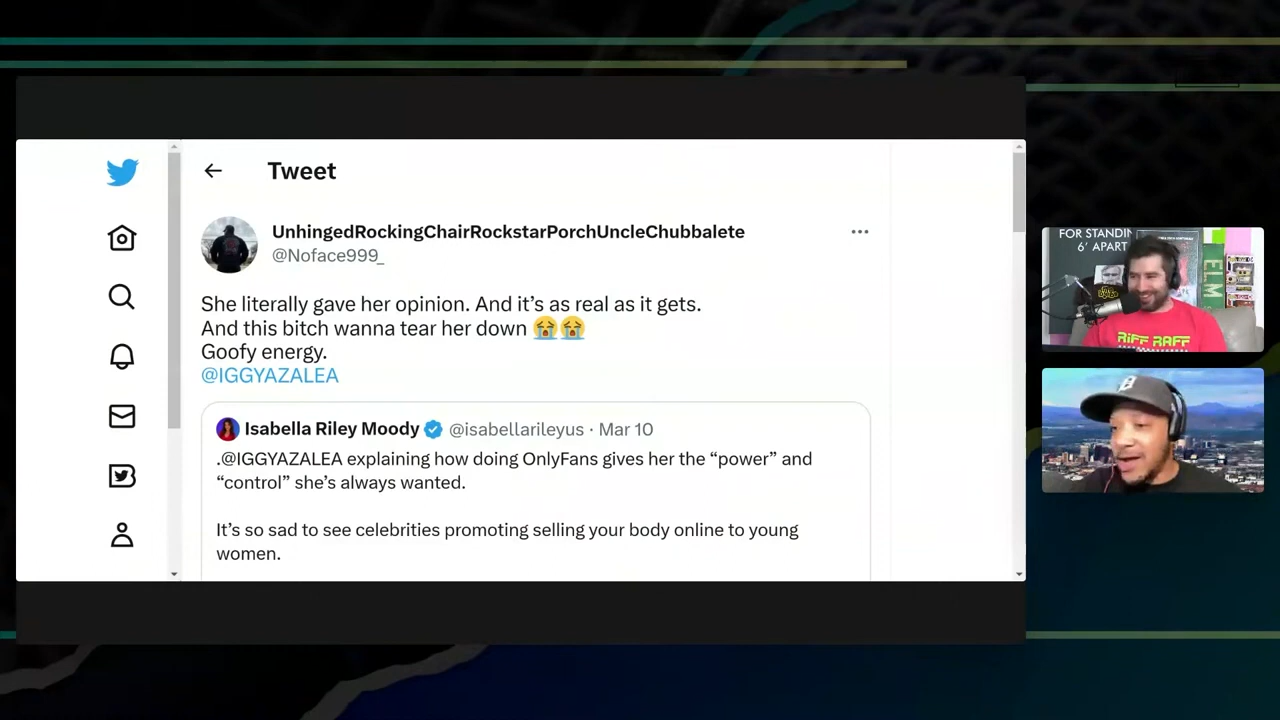 Tweet
UnhingedRockingChairRockstarPorchUncleChubbalete
@Noface999_
She literally gave her opinion. And it’s as real as it gets.
And this bitch wanna tear her down 😭😭
Goofy energy.
@IGGYAZALEA
Isabella Riley Moody @isabellarileyus · Mar 10
.@IGGYAZALEA explaining how doing OnlyFans gives her the “power” and
“control” she’s always wanted.
It’s so sad to see celebrities promoting selling your body online to young
women.
FOR STANDIN
6' APART
ELM
RiFF RAFF